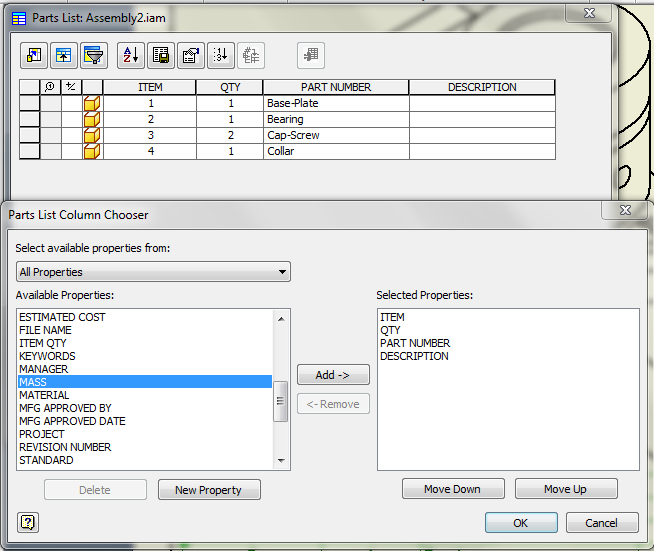 Parts List: Assembly2.iam
ITEM QTY PART NUMBER DESCRIPTION
1 1 Base-Plate
2 1 Bearing
3 2 Cap-Screw
4 1 Collar
Parts List Column Chooser
Select available properties from:
All Properties
Available Properties:
ESTIMATED COST
FILE NAME
ITEM QTY
KEYWORDS
MANAGER
MASS
MATERIAL
MFG APPROVED BY
MFG APPROVED DATE
PROJECT
REVISION NUMBER
STANDARD
Add ->
<- Remove
Selected Properties:
ITEM
QTY
PART NUMBER
DESCRIPTION
Delete
New Property
Move Down
Move Up
OK
Cancel